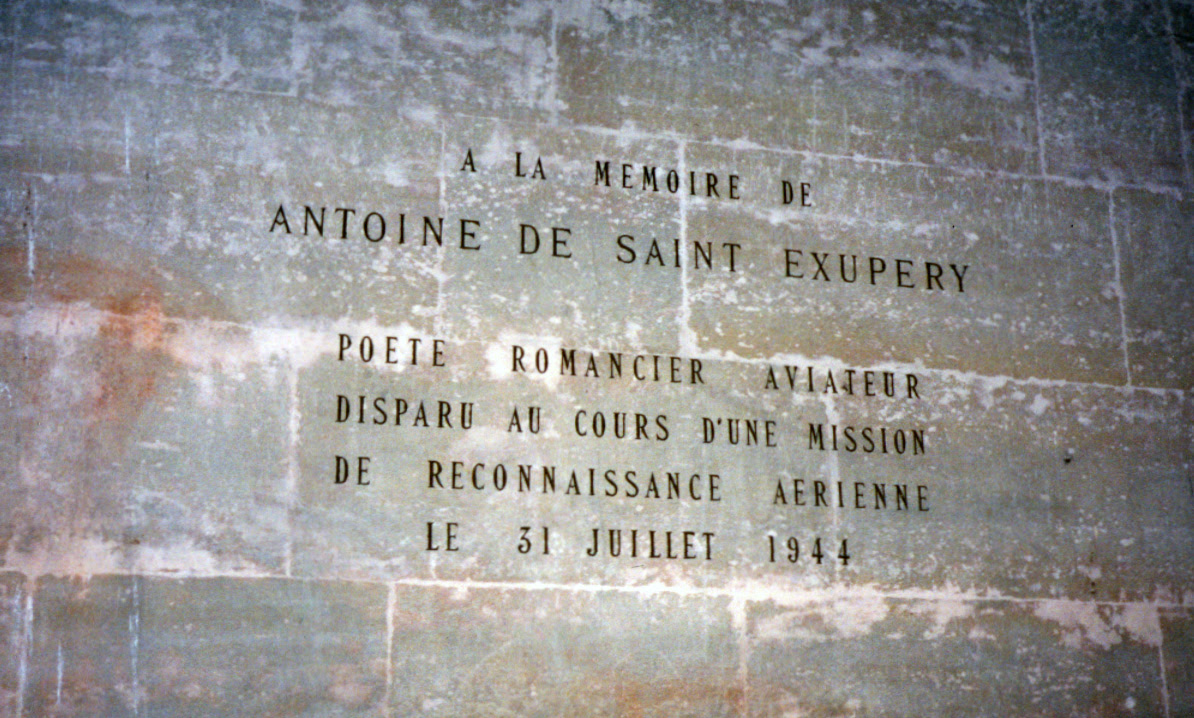 A LA MEMOIRE DE
ANTOINE DE SAINT EXUPERY
POETE ROMANCIER AVIATEUR
DISPARU AU COURS D'UNE MISSION
DE RECONNAISSANCE AERIENNE
LE 31 JUILLET 1944